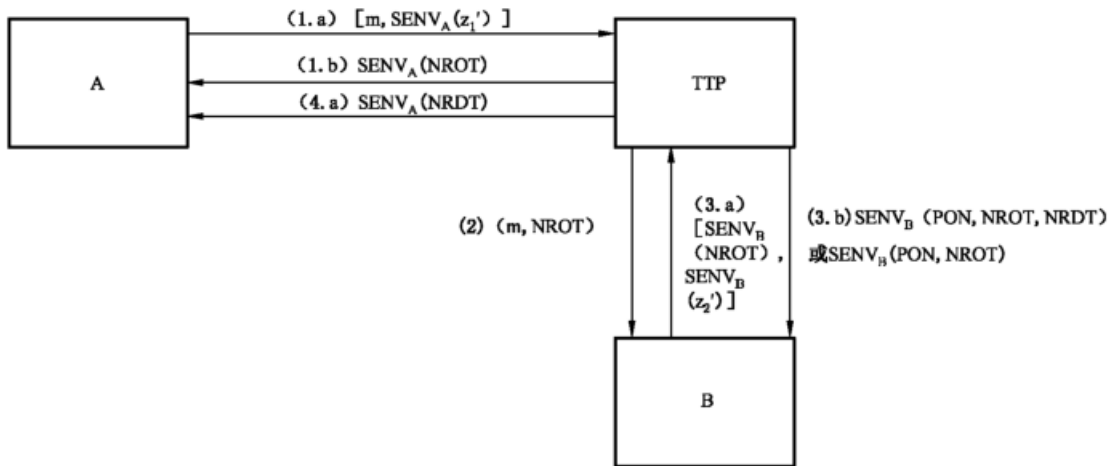 (1.a) [m, SENV_A(z_1')]
A
(1.b) SENV_A(NROT)
TTP
(4.a) SENV_A(NRDT)
(2) (m, NROT)
(3.a)
[SENV_B
(NROT),
SENV_B
(z_2')]
(3.b)SENV_B (PON, NROT, NRDT)
或SENV_B(PON, NROT)
B